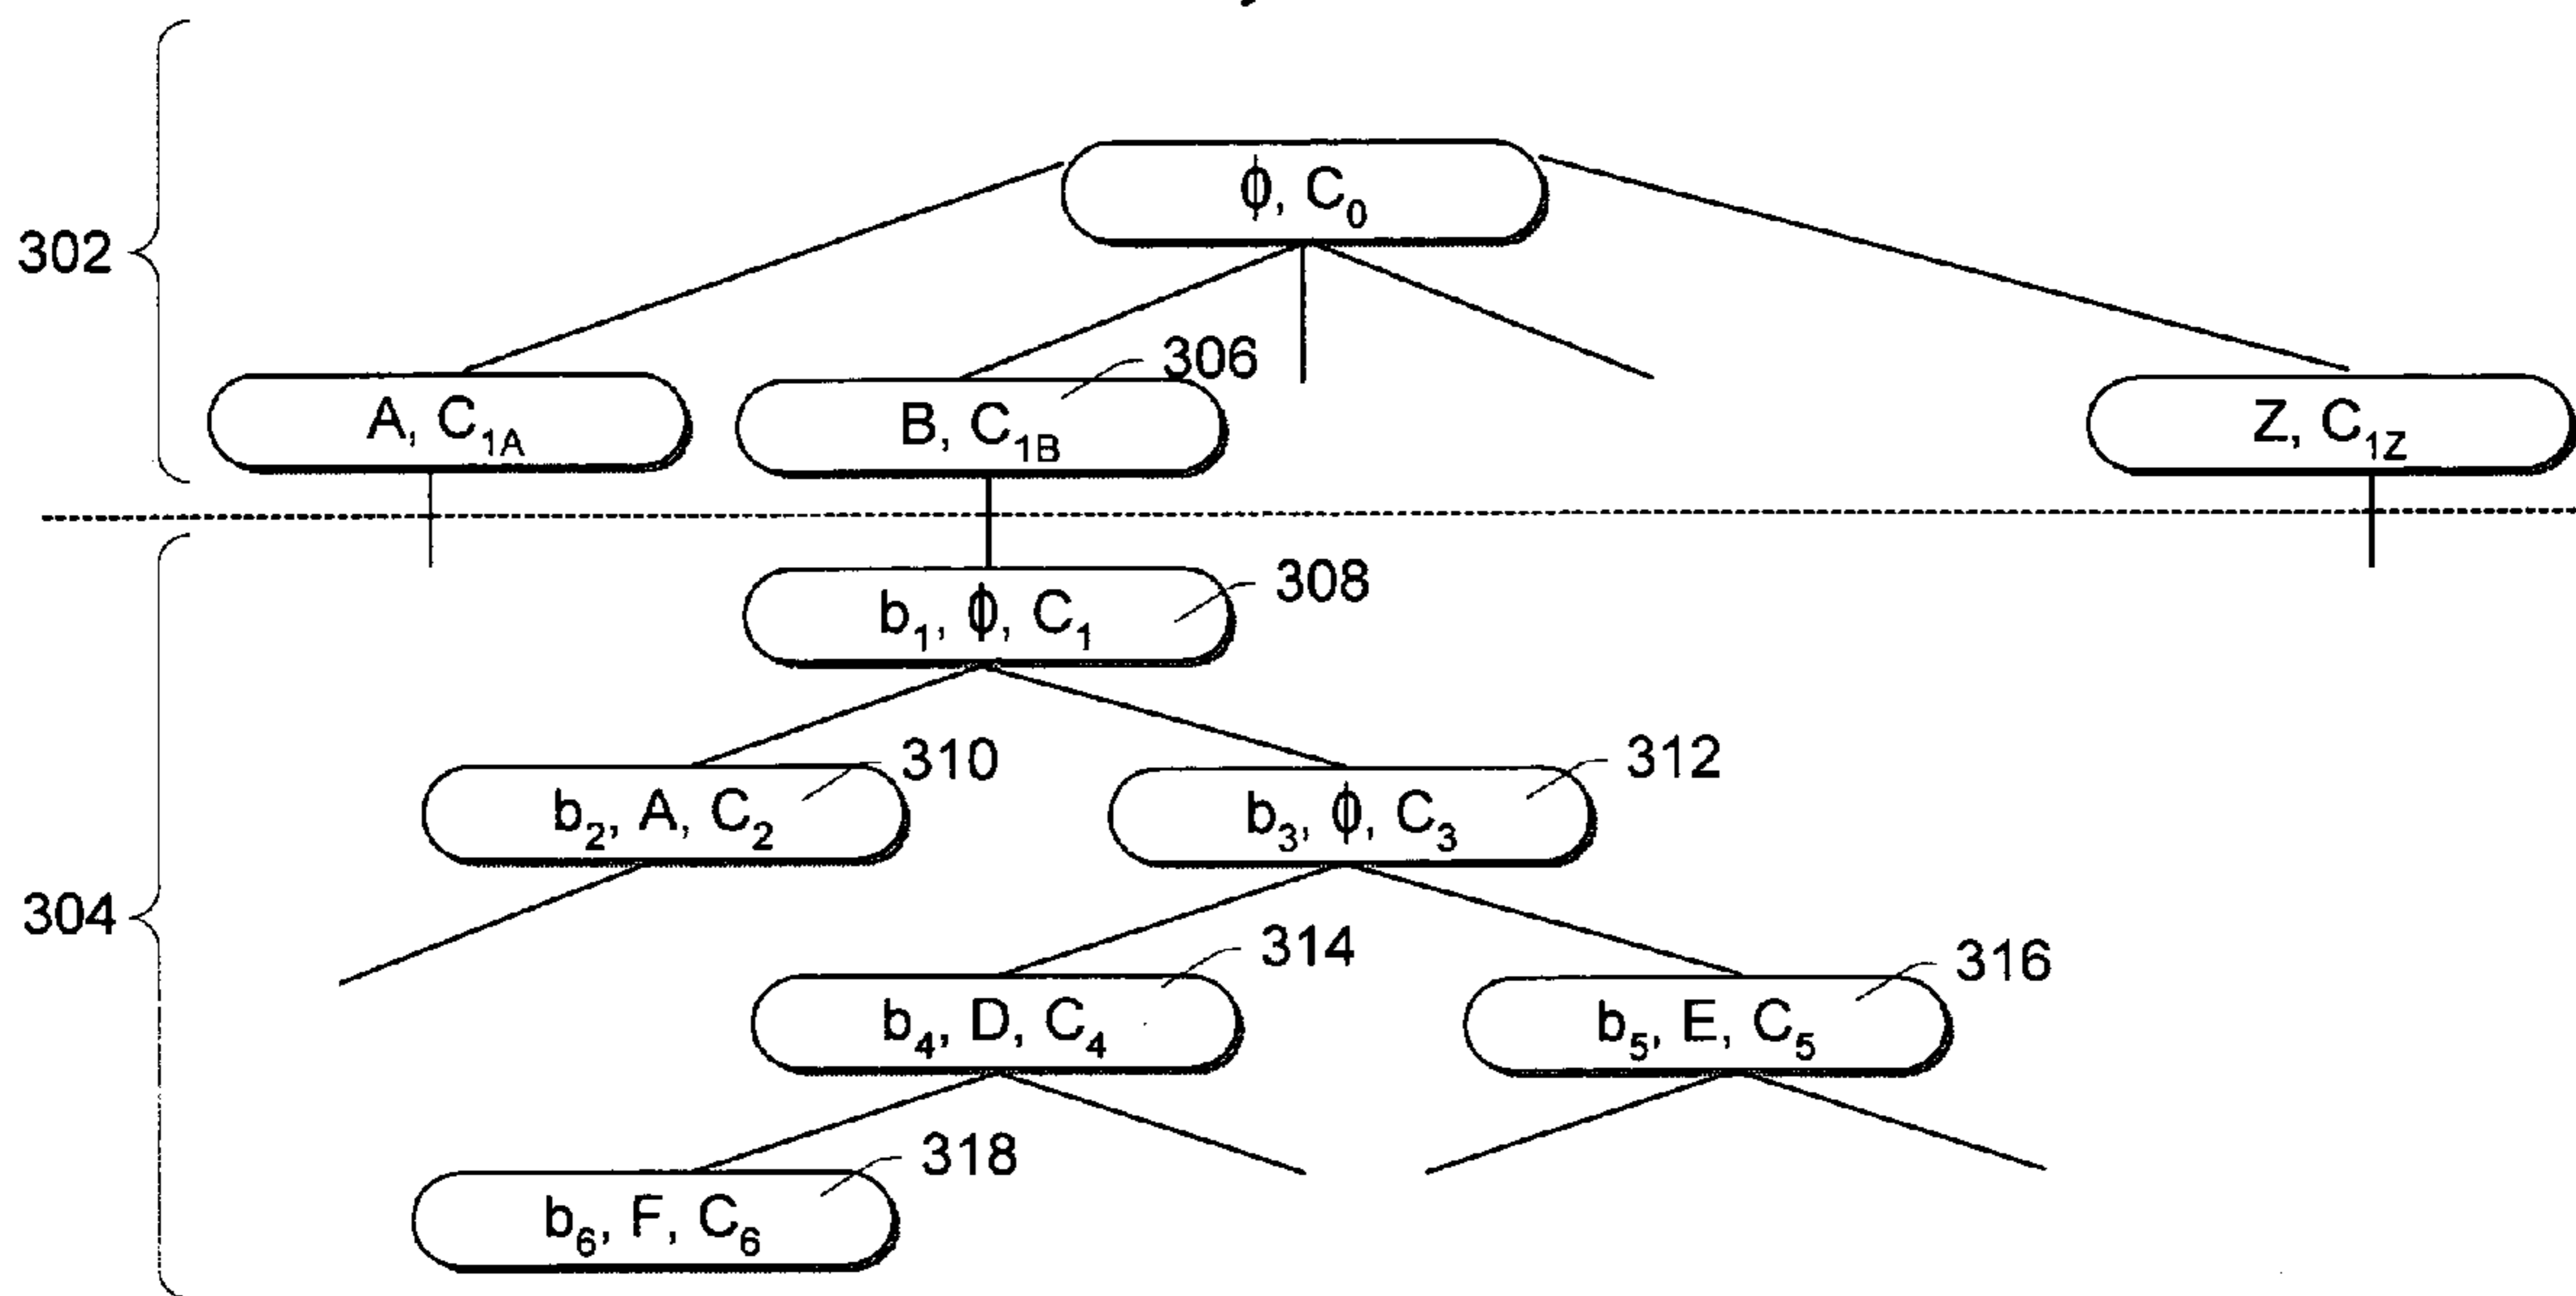 ϕ, C₀
302
306
A, C₁A
B, C₁B
Z, C₁Z
b₁, ϕ, C₁
308
310
312
b₂, A, C₂
b₃, ϕ, C₃
304
314
316
b₄, D, C₄
b₅, E, C₅
318
b₆, F, C₆